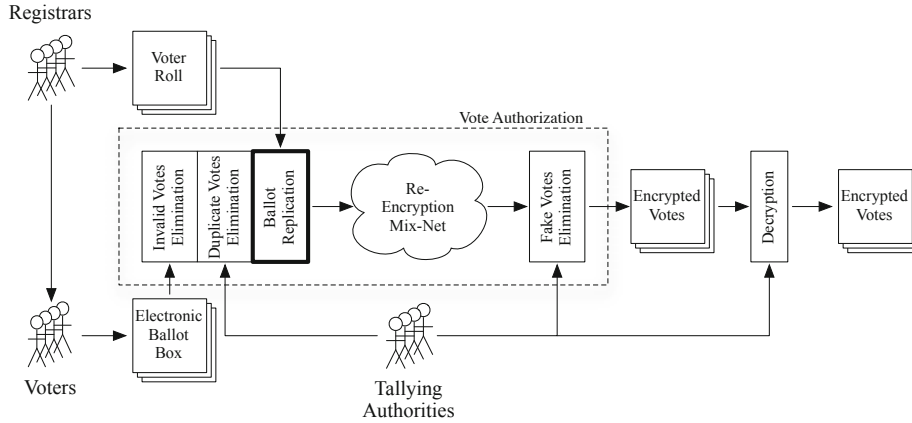 Registrars
Voter
Roll
Vote Authorization
Invalid Votes
Elimination
Duplicate Votes
Elimination
Ballot
Replication
Re-
Encryption
Mix-Net
Fake Votes
Elimination
Encrypted
Votes
Decryption
Encrypted
Votes
Electronic
Ballot
Box
Voters
Tallying
Authorities